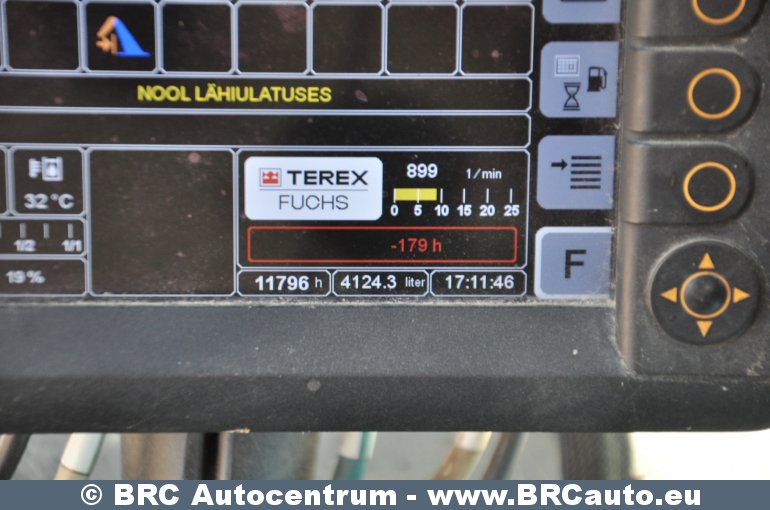 NOOL LÄHIULATUSES
32 °C
TEREX
FUCHS
899 1/min
0 5 10 15 20 25
1/2 1/1
-179 h
19 %
11796 h 4124.3 liter 17:11:46
F
© BRC Autocentrum - www.BRCauto.eu